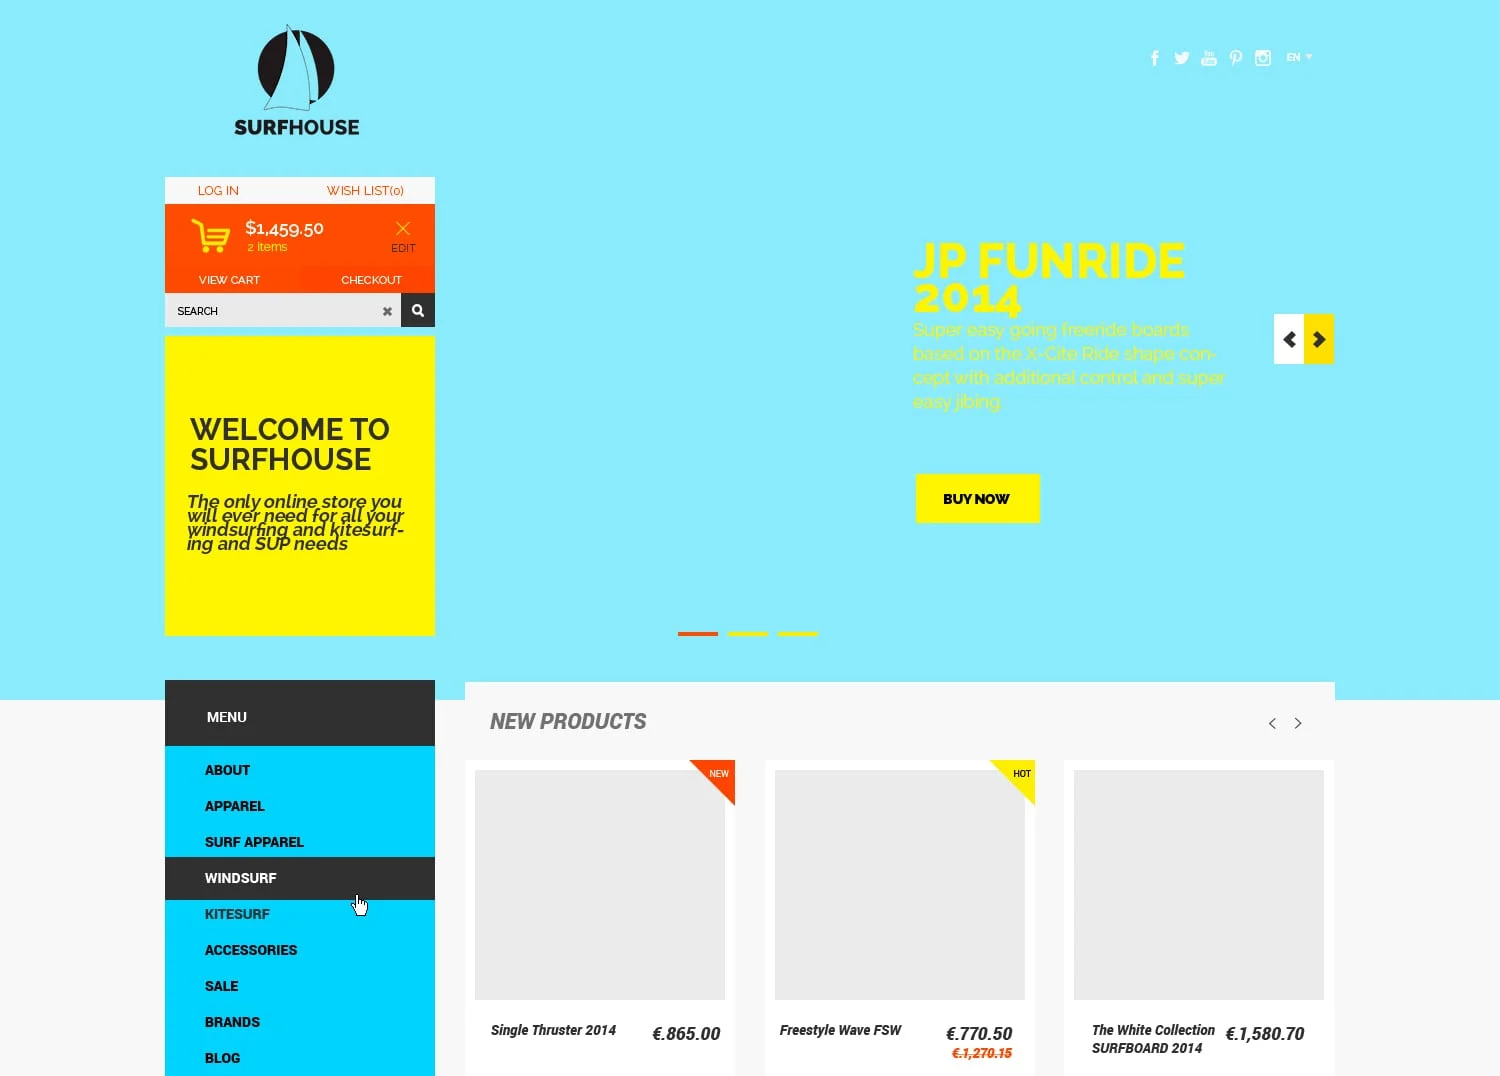 SURFHOUSE
EN
LOG IN
WISH LIST(0)
$1,459.50
2 items
EDIT
VIEW CART
CHECKOUT
SEARCH
WELCOME TO
SURFHOUSE
The only online store you
will ever need for all your
windsurfing and kitesurf-
ing and SUP needs
JP FUNRIDE
2014
Super easy going freeride boards
based on the X-Cite Ride shape con-
cept with additional control and super
easy jibing.
BUY NOW
MENU
ABOUT
APPAREL
SURF APPAREL
WINDSURF
KITESURF
ACCESSORIES
SALE
BRANDS
BLOG
NEW PRODUCTS
NEW
HOT
Single Thruster 2014
€.865.00
Freestyle Wave FSW
€.770.50
€.1,270.15
The White Collection
SURFBOARD 2014
€.1,580.70